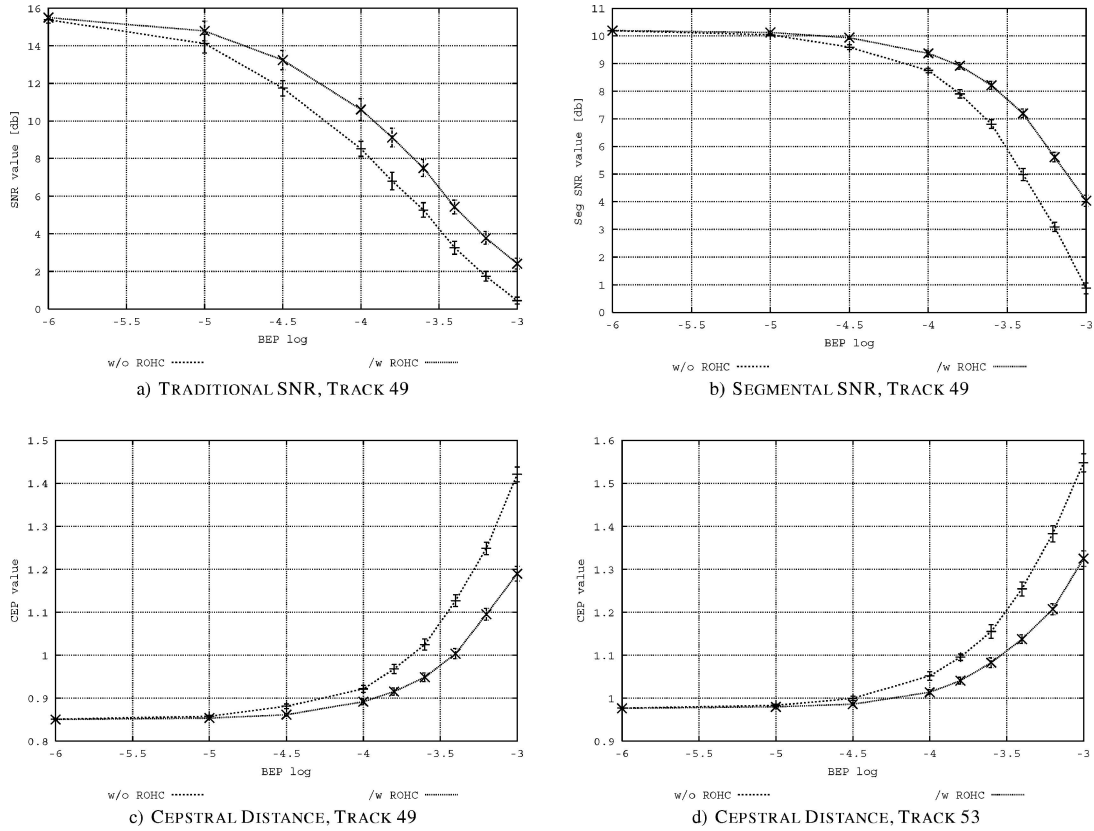 16
14
12
10
8
6
4
2
0
SNR value [db]
-6 -5.5 -5 -4.5 -4 -3.5 -3
BEP log
w/o ROHC /w ROHC
a) TRADITIONAL SNR, TRACK 49
11
10
9
8
7
6
5
4
3
2
1
0
Seg SNR value [db]
-6 -5.5 -5 -4.5 -4 -3.5 -3
BEP log
w/o ROHC /w ROHC
b) SEGMENTAL SNR, TRACK 49
1.5
1.4
1.3
1.2
1.1
1
0.9
0.8
CEP value
-6 -5.5 -5 -4.5 -4 -3.5 -3
BEP log
w/o ROHC /w ROHC
c) CEPSTRAL DISTANCE, TRACK 49
1.6
1.5
1.4
1.3
1.2
1.1
1
0.9
CEP value
-6 -5.5 -5 -4.5 -4 -3.5 -3
BEP log
w/o ROHC /w ROHC
d) CEPSTRAL DISTANCE, TRACK 53